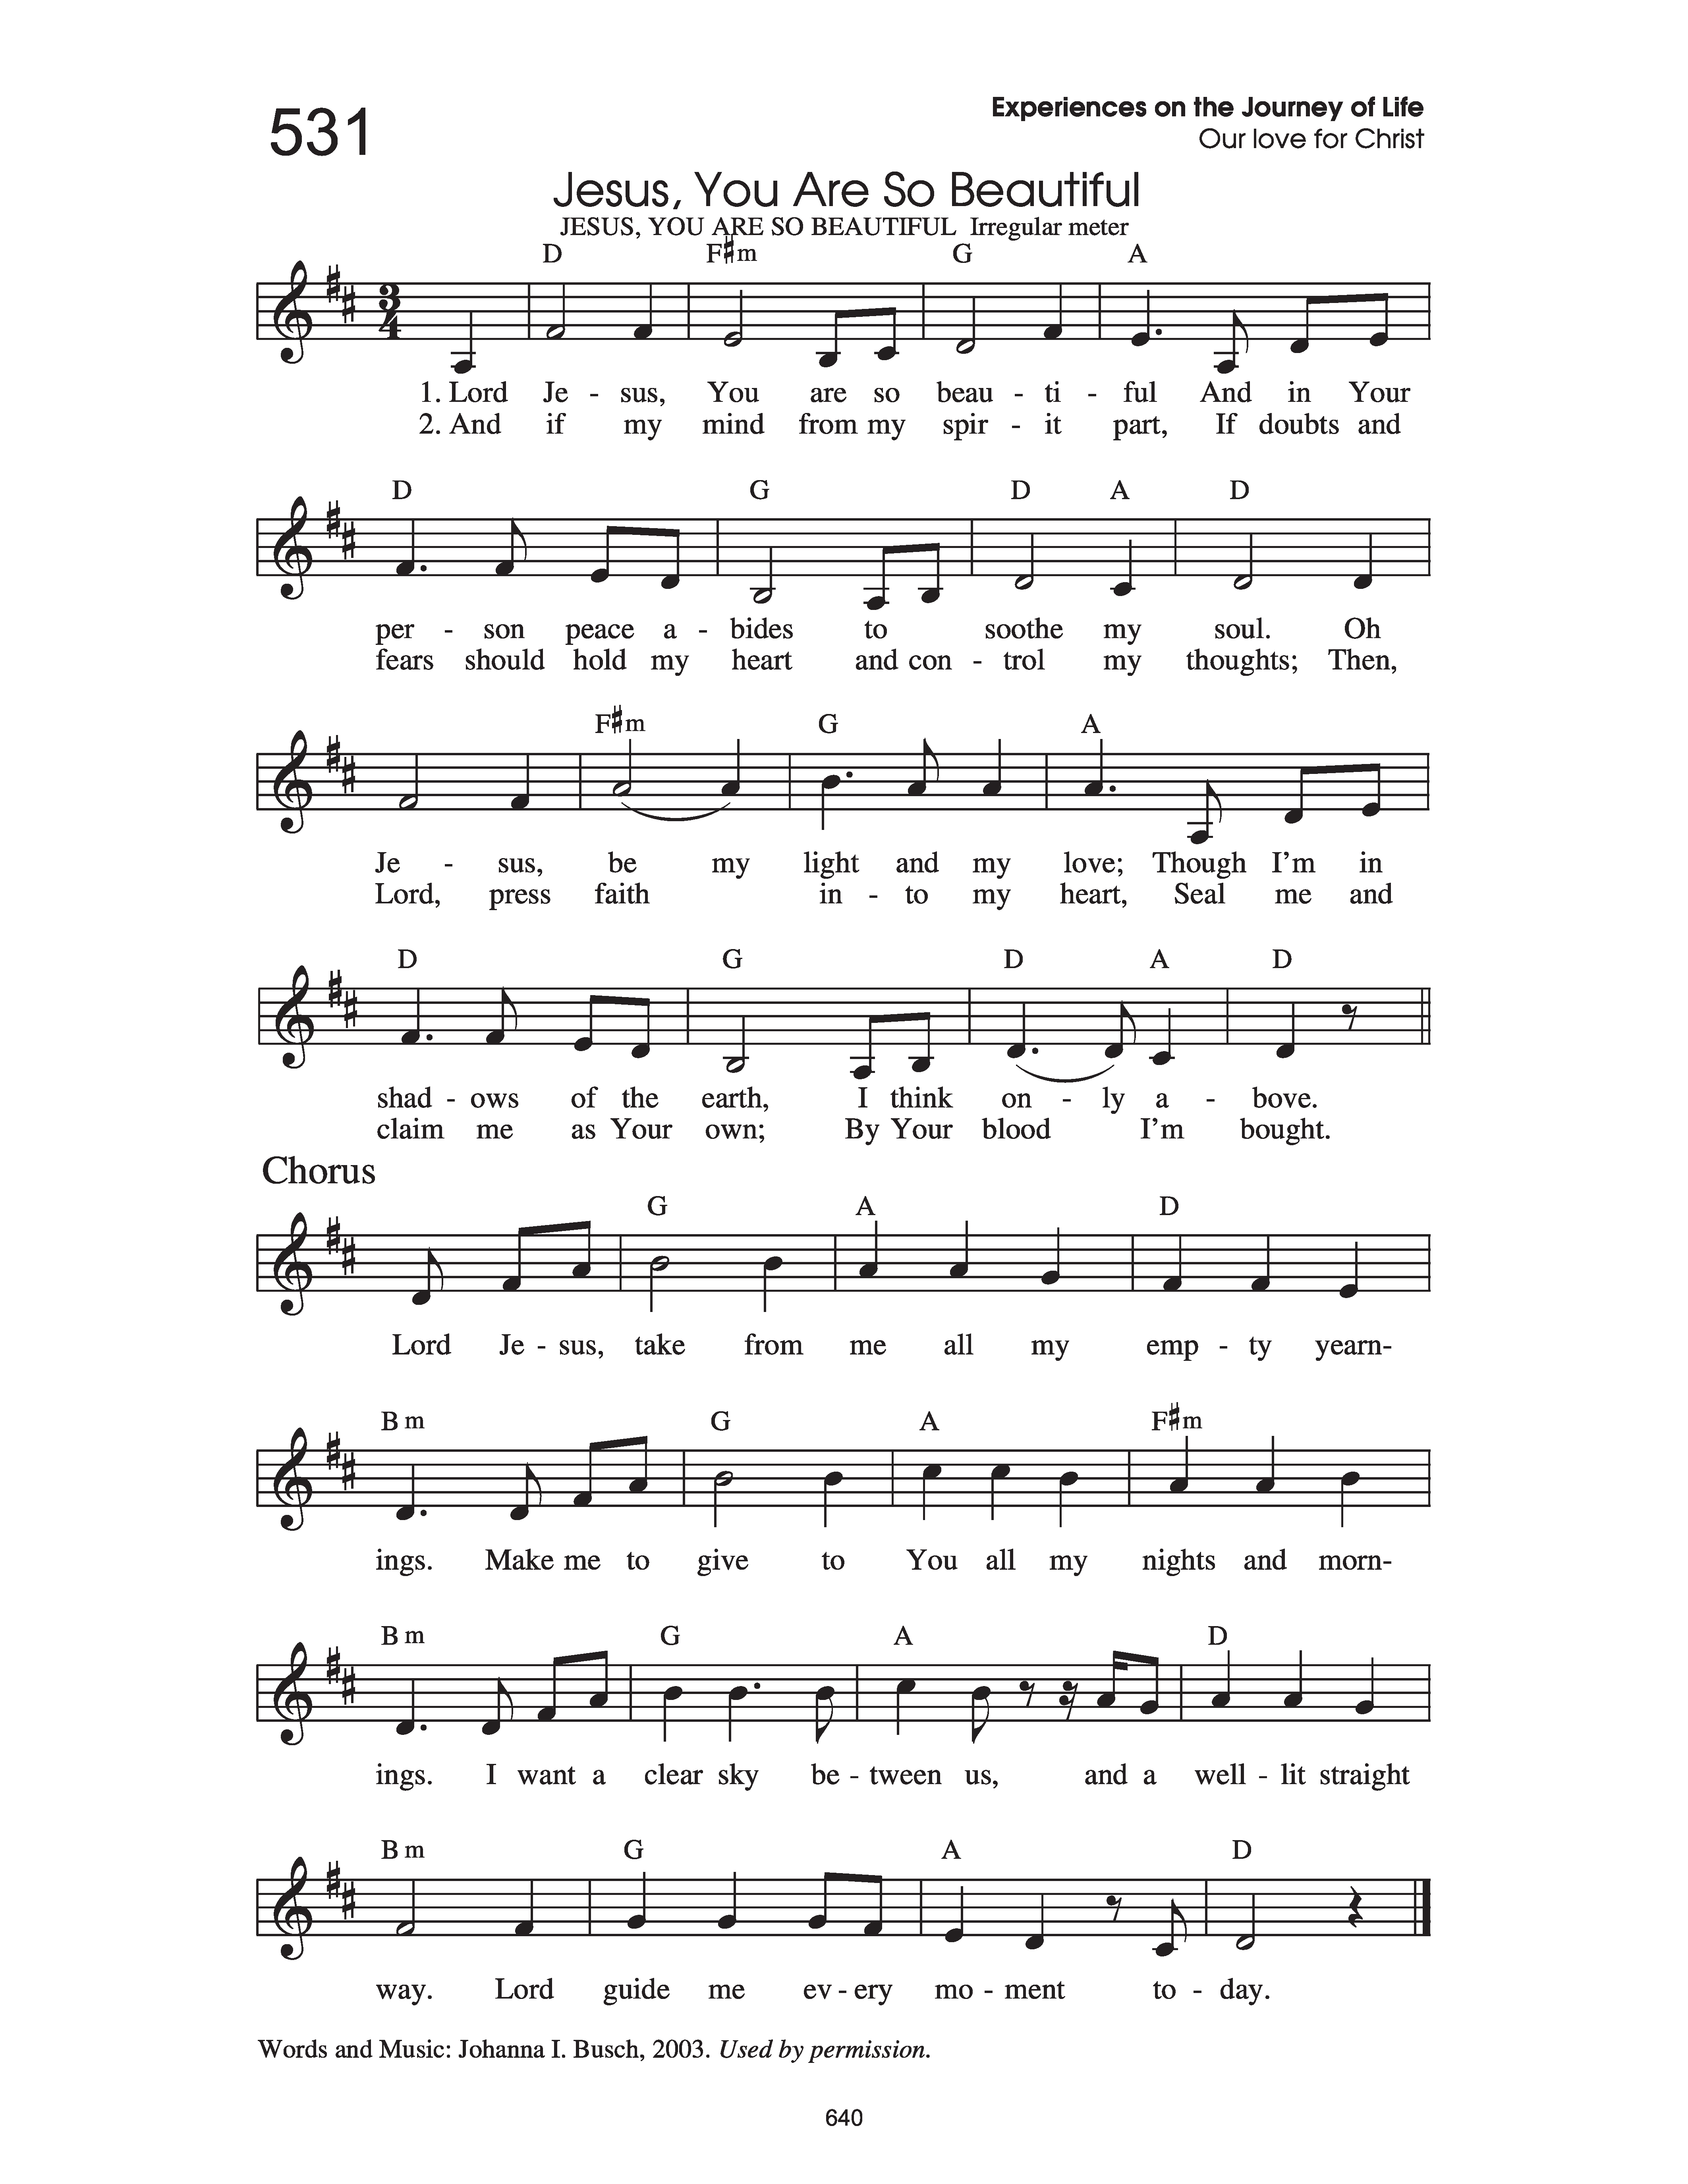 531
Experiences on the Journey of Life
Our love for Christ
Jesus, You Are So Beautiful
JESUS, YOU ARE SO BEAUTIFUL Irregular meter
D F♯m G A
3/4
1. Lord Je - sus, You are so beau - ti - ful And in Your
2. And if my mind from my spir - it part, If doubts and
D G D A D
per - son peace a - bides to soothe my soul. Oh
fears should hold my heart and con - trol my thoughts; Then,
F♯m G A
Je - sus, be my light and my love; Though I'm in
Lord, press faith in - to my heart, Seal me and
D G D A D
shad - ows of the earth, I think on - ly a - bove.
claim me as Your own; By Your blood I'm bought.
Chorus
G A D
Lord Je - sus, take from me all my emp - ty yearn-
Bm G A F♯m
ings. Make me to give to You all my nights and morn-
Bm G A D
ings. I want a clear sky be - tween us, and a well - lit straight
Bm G A D
way. Lord guide me ev - ery mo - ment to - day.
Words and Music: Johanna I. Busch, 2003. Used by permission.
640